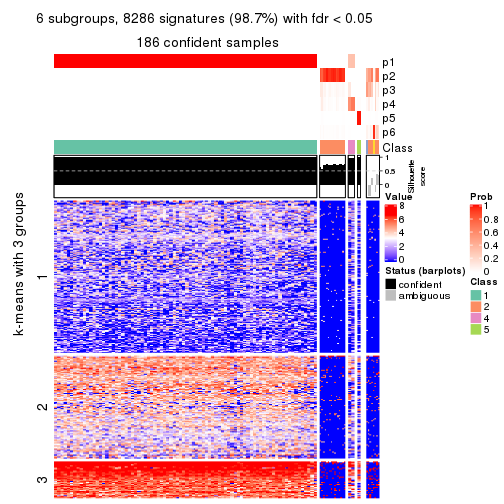 6 subgroups, 8286 signatures (98.7%) with fdr < 0.05
186 confident samples
p1
p2
p3
p4
p5
p6
Class
1
0.5
0
Silhouette
score
k-means with 3 groups
1
2
3
Value
8
6
4
2
0
Status (barplots)
confident
ambiguous
Prob
1
0.8
0.6
0.4
0.2
0
Class
1
2
4
5